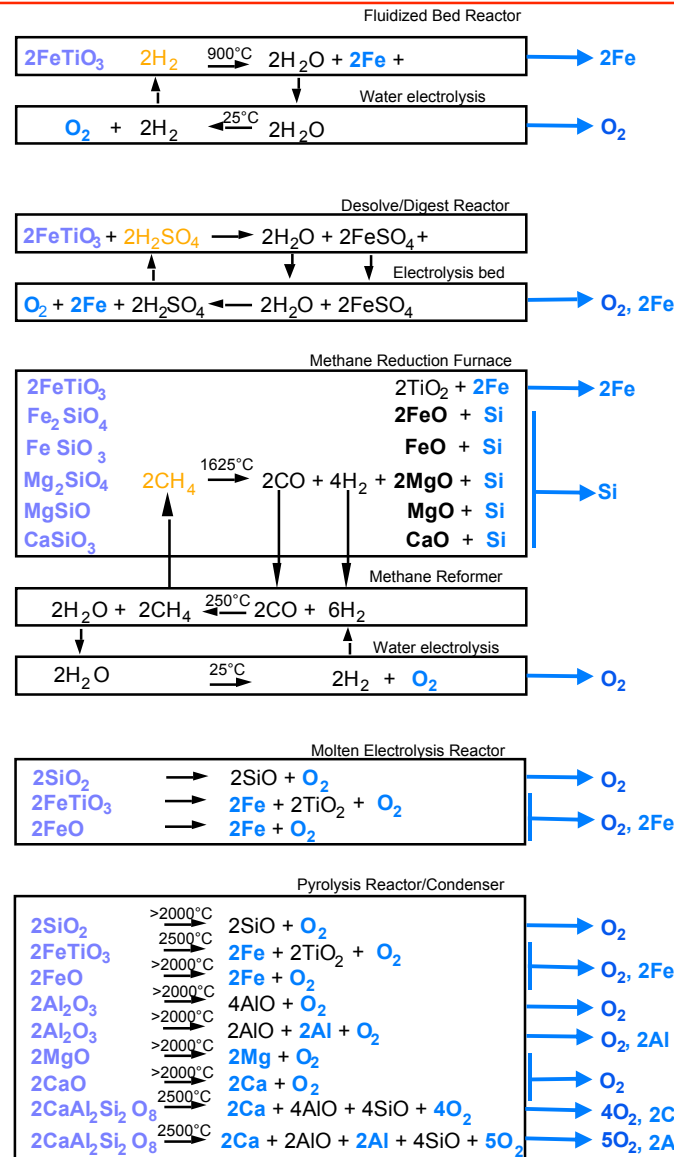 Fluidized Bed Reactor
2FeTiO₃ 2H₂ 900°C 2H₂O + 2Fe + 2Fe
Water electrolysis
O₂ + 2H₂ 25°C 2H₂O O₂
Desolve/Digest Reactor
2FeTiO₃ + 2H₂SO₄ 2H₂O + 2FeSO₄ +
Electrolysis bed
O₂ + 2Fe + 2H₂SO₄ 2H₂O + 2FeSO₄ O₂, 2Fe
Methane Reduction Furnace
2FeTiO₃ 2TiO₂ + 2Fe 2Fe
Fe₂SiO₄ 2FeO + Si
FeSiO₃ FeO + Si
Mg₂SiO₄ 2CH₄ 1625°C 2CO + 4H₂ + 2MgO + Si Si
MgSiO MgO + Si
CaSiO₃ CaO + Si
Methane Reformer
2H₂O + 2CH₄ 250°C 2CO + 6H₂
Water electrolysis
2H₂O 25°C 2H₂ + O₂ O₂
Molten Electrolysis Reactor
2SiO₂ 2SiO + O₂ O₂
2FeTiO₃ 2Fe + 2TiO₂ + O₂
2FeO 2Fe + O₂ O₂, 2Fe
Pyrolysis Reactor/Condenser
2SiO₂ >2000°C 2SiO + O₂ O₂
2FeTiO₃ 2500°C 2Fe + 2TiO₂ + O₂
2FeO >2000°C 2Fe + O₂ O₂, 2Fe
2Al₂O₃ >2000°C 4AlO + O₂ O₂
2Al₂O₃ >2000°C 2AlO + 2Al + O₂ O₂, 2Al
2MgO >2000°C 2Mg + O₂
2CaO >2000°C 2Ca + O₂ O₂
2CaAl₂Si₂O₈ 2500°C 2Ca + 4AlO + 4SiO + 4O₂ 4O₂, 2C
2CaAl₂Si₂O₈ 2500°C 2Ca + 2AlO + 2Al + 4SiO + 5O₂ 5O₂, 2A